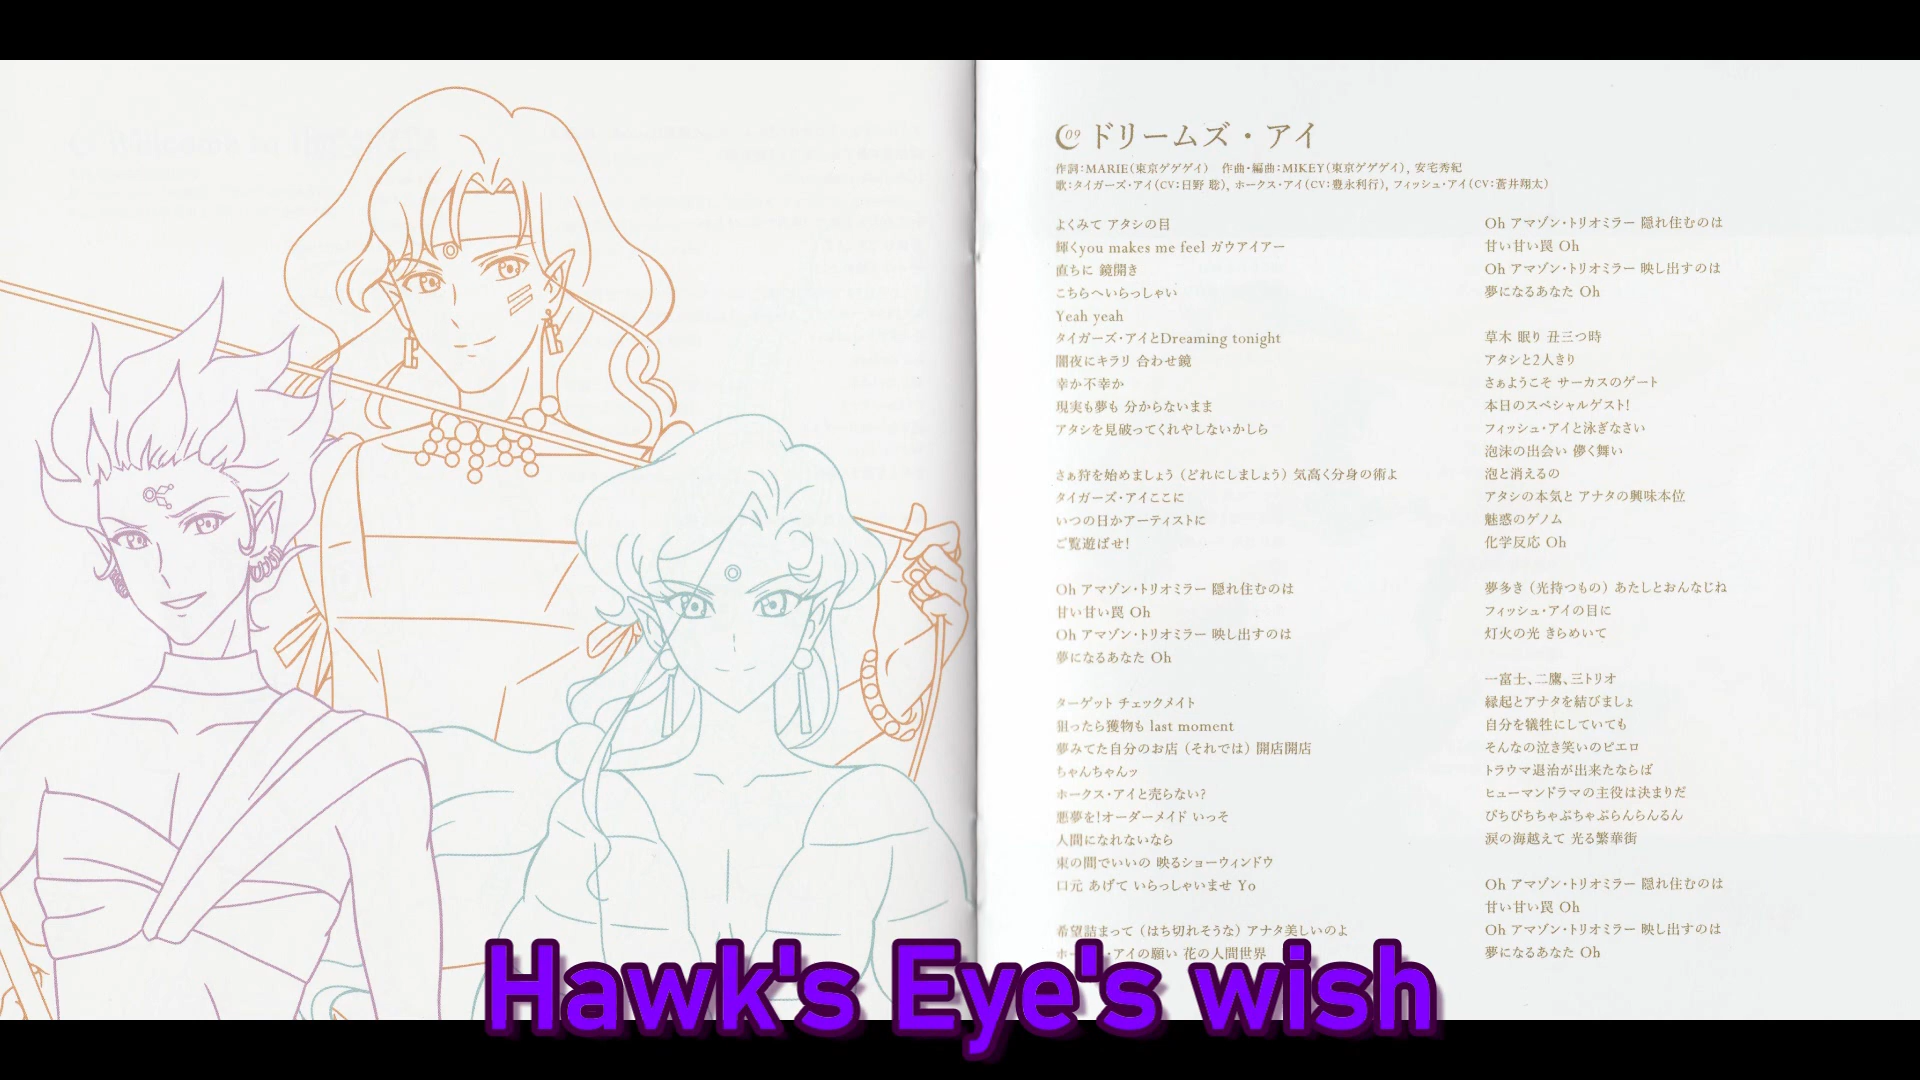 09 ドリームズ・アイ
作詞：MARIE（東京ゲゲゲイ） 作曲・編曲：MIKEY（東京ゲゲゲイ），安宅秀紀
歌：タイガーズ・アイ（CV：日野 聡），ホークス・アイ（CV：豊永利行），フィッシュ・アイ（CV：蒼井翔太）
よくみて アタシの目
輝くyou makes me feel ガウアイアー
直ちに 鏡開き
こちらへいらっしゃい
Yeah yeah
タイガーズ・アイとDreaming tonight
闇夜にキラリ 合わせ鏡
幸か不幸か
現実も夢も 分からないまま
アタシを見破ってくれやしないかしら
さぁ狩を始めましょう（どれにしましょう）気高く分身の術よ
タイガーズ・アイここに
いつの日かアーティストに
ご覧遊ばせ！
Oh アマゾン・トリオミラー 隠れ住むのは
甘い甘い罠 Oh
Oh アマゾン・トリオミラー 映し出すのは
夢になるあなた Oh
ターゲット チェックメイト
狙ったら獲物も last moment
夢みてた自分のお店（それでは）開店開店
ちゃんちゃんッ
ホークス・アイと売らない？
悪夢を！オーダーメイド いっそ
人間になれないなら
束の間でいいの 映るショーウィンドウ
口元 あげて いらっしゃいませ Yo
希望詰まって（はち切れそうな）アナタ美しいのよ
ホークス・アイの願い 花の人間世界
Oh アマゾン・トリオミラー 隠れ住むのは
甘い甘い罠 Oh
Oh アマゾン・トリオミラー 映し出すのは
夢になるあなた Oh
草木 眠り 丑三つ時
アタシと2人きり
さぁようこそ サーカスのゲート
本日のスペシャルゲスト！
フィッシュ・アイと泳ぎなさい
泡沫の出会い 儚く舞い
泡と消えるの
アタシの本気と アナタの興味本位
魅惑のゲノム
化学反応 Oh
夢多き（光持つもの）あたしとおんなじね
フィッシュ・アイの目に
灯火の光 きらめいて
一富士、二鷹、三トリオ
縁起とアナタを結びましょ
自分を犠牲にしていても
そんなの泣き笑いのピエロ
トラウマ退治が出来たならば
ヒューマンドラマの主役は決まりだ
ぴちぴちちゃぷちゃぷらんらんるん
涙の海越えて 光る繁華街
Oh アマゾン・トリオミラー 隠れ住むのは
甘い甘い罠 Oh
Oh アマゾン・トリオミラー 映し出すのは
夢になるあなた Oh
Hawk's Eye's wish